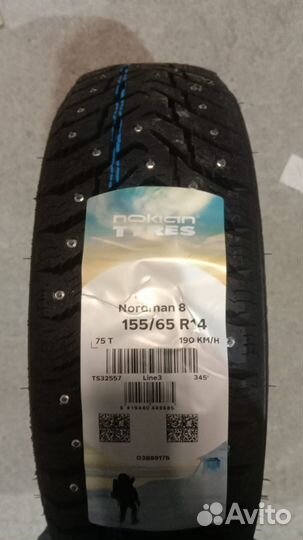 nokian
TYRES
Nordman 8
155/65 R14
75 T 190 KM/H
TS32557 Line3 345
Avito